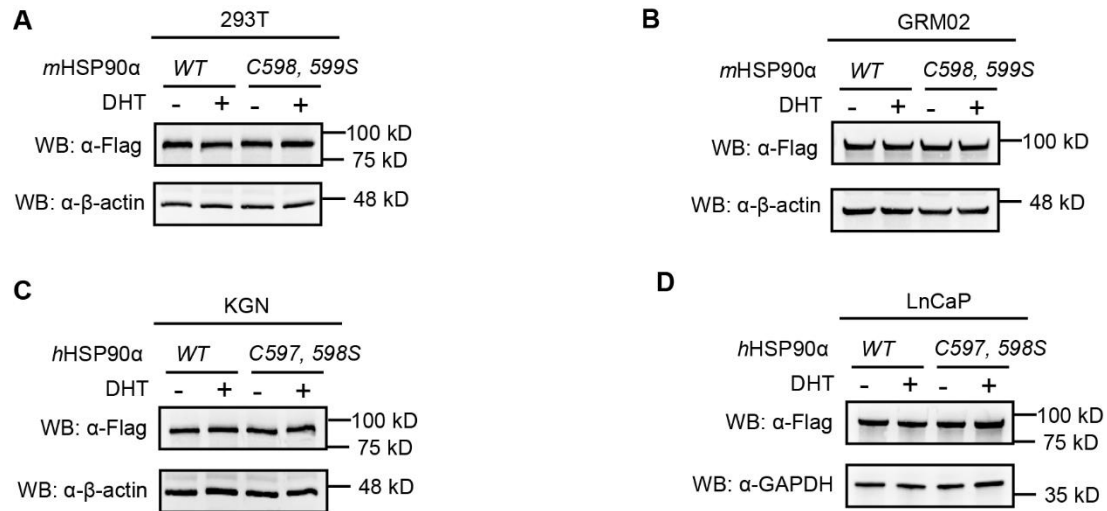 A
293T
mHSP90α WT C598, 599S
DHT - + - +
WB: α-Flag 100 kD
75 kD
WB: α-β-actin 48 kD
B
GRM02
mHSP90α WT C598, 599S
DHT - + - +
WB: α-Flag 100 kD
WB: α-β-actin 48 kD
C
KGN
hHSP90α WT C597, 598S
DHT - + - +
WB: α-Flag 100 kD
75 kD
WB: α-β-actin 48 kD
D
LnCaP
hHSP90α WT C597, 598S
DHT - + - +
WB: α-Flag 100 kD
75 kD
WB: α-GAPDH 35 kD